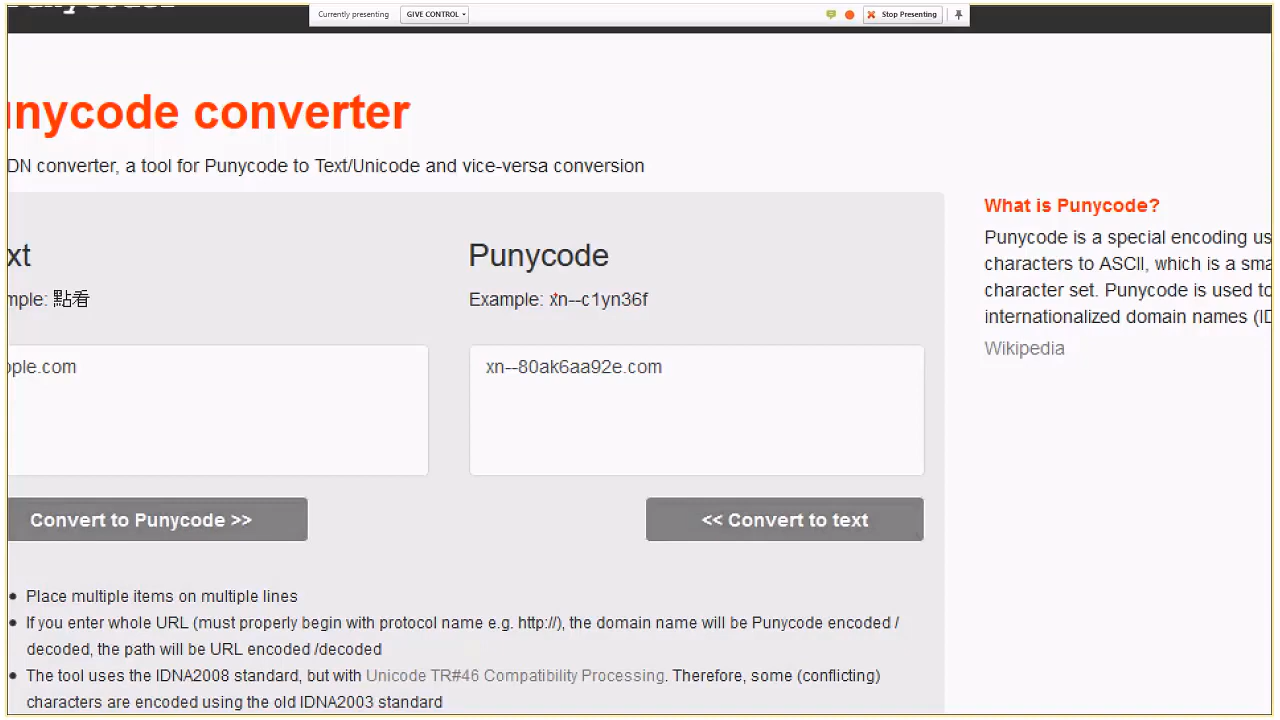 Currently presenting GIVE CONTROL Stop Presenting
nycode converter
DN converter, a tool for Punycode to Text/Unicode and vice-versa conversion
xt
mple: 點看
ple.com
Convert to Punycode >>
Punycode
Example: xn--c1yn36f
xn--80ak6aa92e.com
<< Convert to text
Place multiple items on multiple lines
If you enter whole URL (must properly begin with protocol name e.g. http://), the domain name will be Punycode encoded /
decoded, the path will be URL encoded /decoded
The tool uses the IDNA2008 standard, but with Unicode TR#46 Compatibility Processing. Therefore, some (conflicting)
characters are encoded using the old IDNA2003 standard
What is Punycode?
Punycode is a special encoding us
characters to ASCII, which is a sma
character set. Punycode is used to
internationalized domain names (ID
Wikipedia